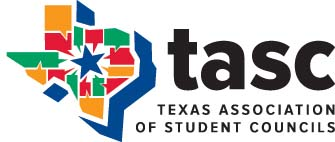 tasc
TEXAS ASSOCIATION
OF STUDENT COUNCILS